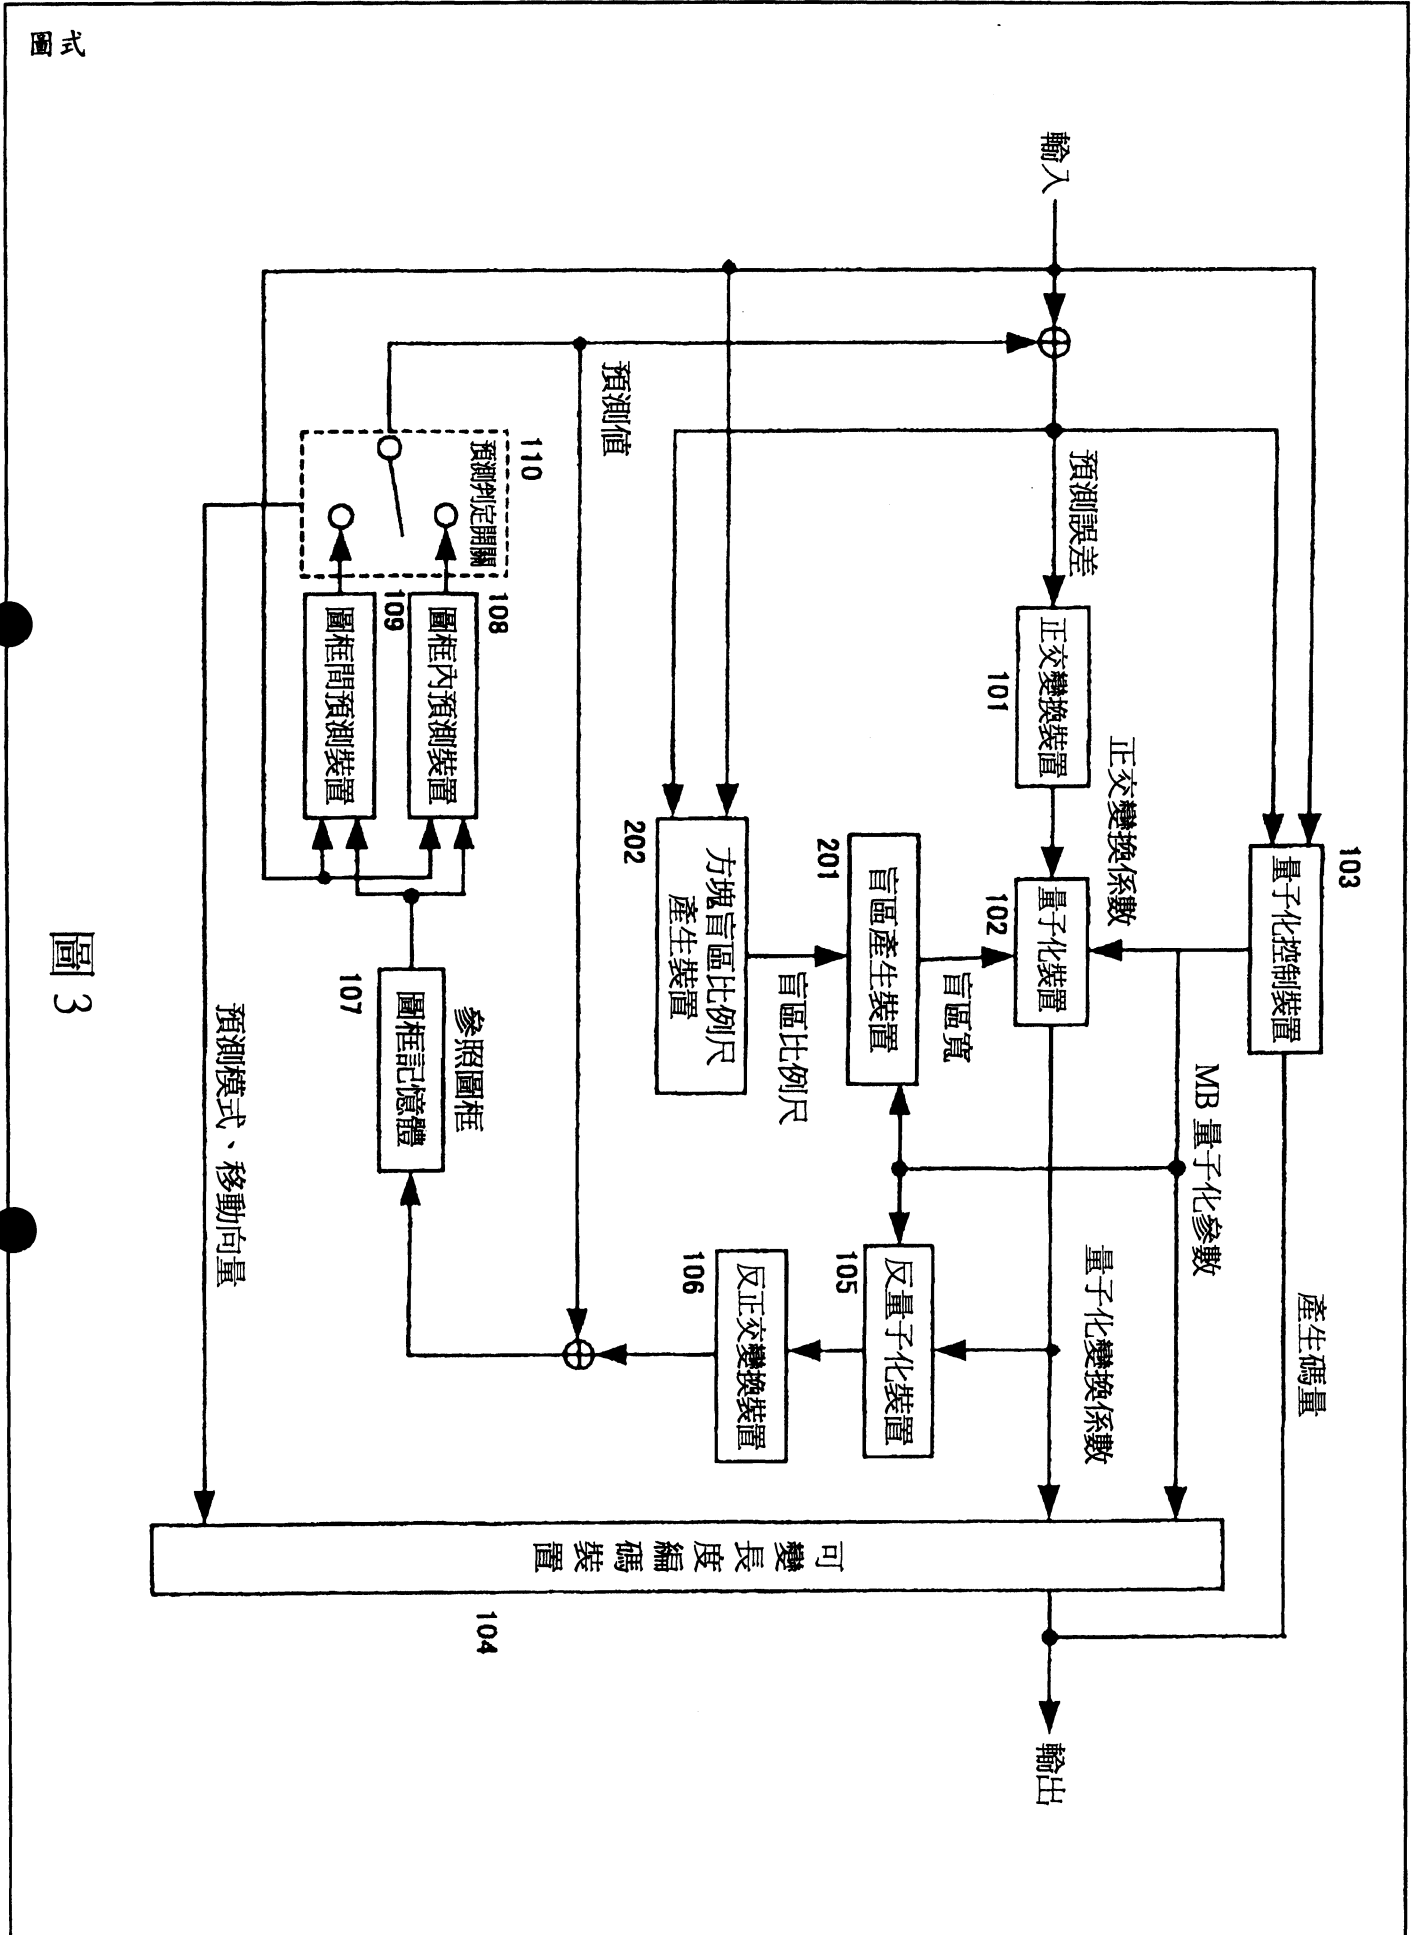 圖式
輸入
103
量子化控制裝置
產生碼量
MB 量子化參數
預測誤差
正交變換裝置
101
正交變換係數
量子化裝置
102
量子化變換係數
輸出
盲區寬
盲區產生裝置
201
反量子化裝置
105
盲區比例尺
方塊盲區比例尺
產生裝置
202
反正交變換裝置
106
預測值
110
預測判定開關
108
圖框內預測裝置
109
圖框間預測裝置
參照圖框
圖框記憶體
107
可變長度編碼裝置
104
預測模式、移動向量
圖 3